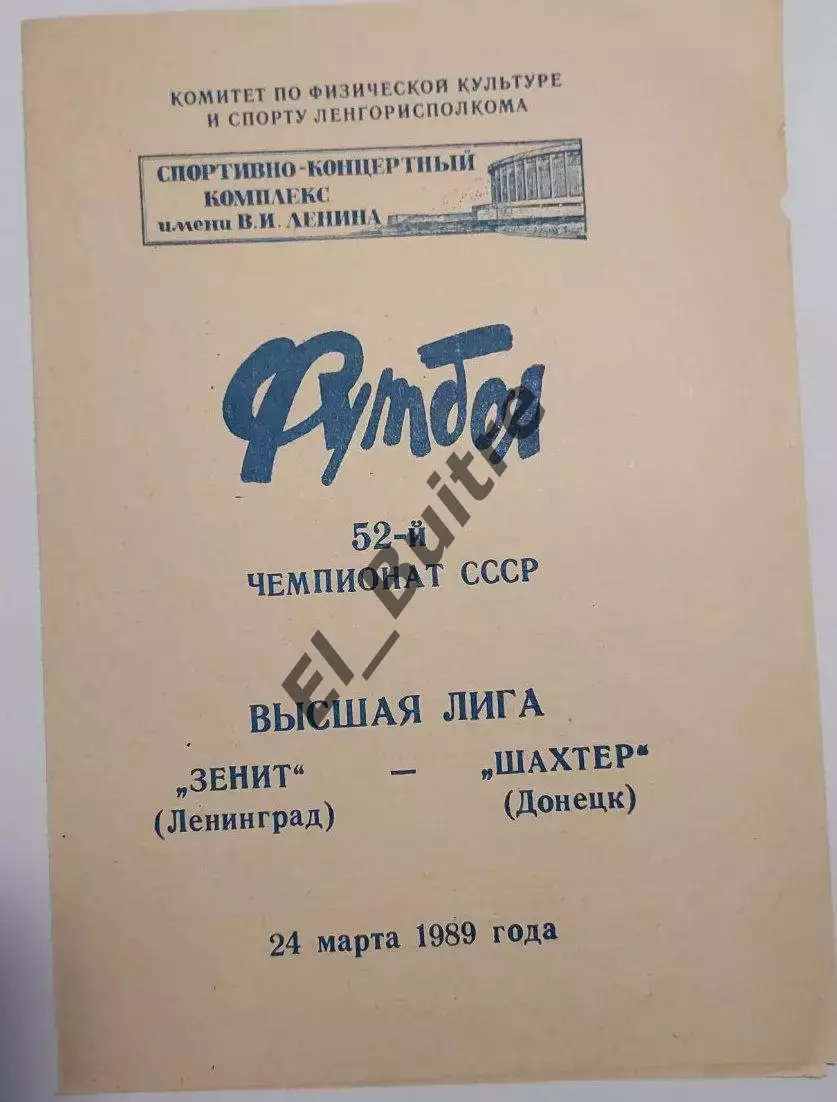 КОМИТЕТ ПО ФИЗИЧЕСКОЙ КУЛЬТУРЕ
И СПОРТУ ЛЕНГОРИСПОЛКОМА
СПОРТИВНО-КОНЦЕРТНЫЙ
КОМПЛЕКС
имени В.И. ЛЕНИНА
Футбол
52-й
ЧЕМПИОНАТ СССР
El_Buitre
ВЫСШАЯ ЛИГА
„ЗЕНИТ“ — „ШАХТЕР“
(Ленинград) (Донецк)
24 марта 1989 года